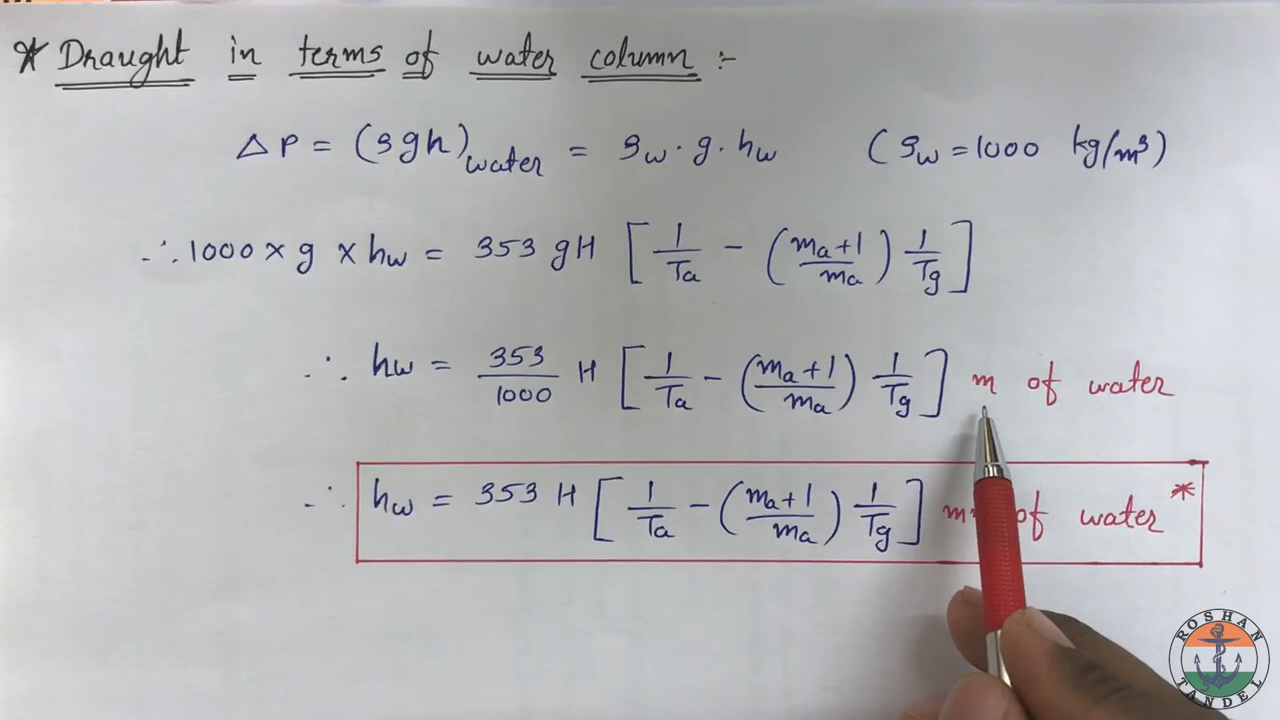 * Draught in terms of water column :-
ΔP = (ρgh)water = ρw · g · hw (ρw = 1000 kg/m³)
∴ 1000 × g × hw = 353 gH [ 1/Ta − ( (ma+1)/ma ) 1/Tg ]
∴ hw = 353/1000 H [ 1/Ta − ( (ma+1)/ma ) 1/Tg ] m of water
∴ hw = 353 H [ 1/Ta − ( (ma+1)/ma ) 1/Tg ] of water *
ROSHAN
TANDEL